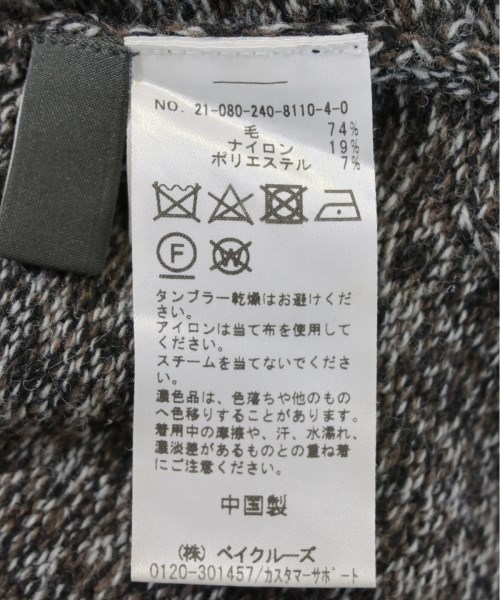 NO. 21-080-240-8110-4-0
毛 74%
ナイロン 19%
ポリエステル 7%
F W
タンブラー乾燥はお避けくだ
さい。
アイロンは当て布を使用して
ください。
スチームを当てないでくださ
い。
濃色品は、色落ちや他のもの
へ色移りすることがあります。
着用中の摩擦や、汗、水濡れ、
濃淡差があるものとの重ね着
にご注意ください。
中国製
(株) ベイクルーズ
0120-301457/カスタマーサポート